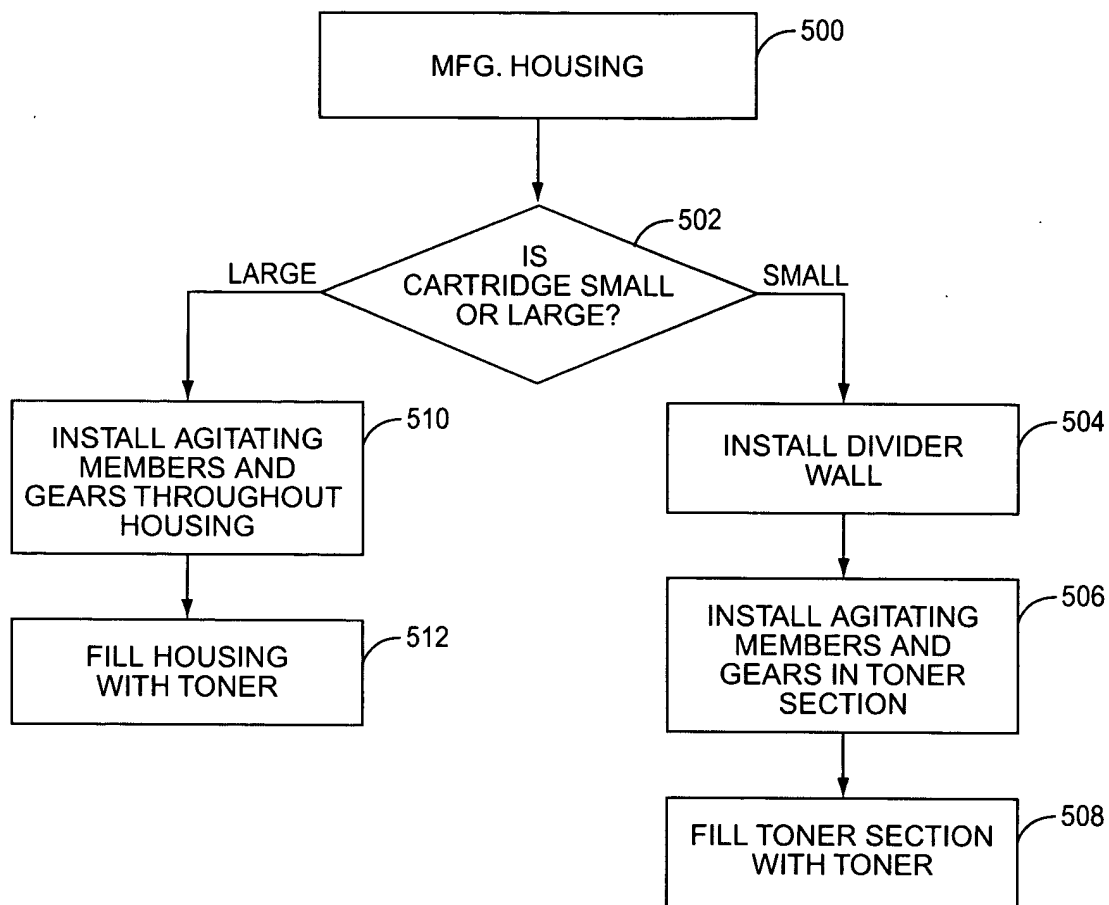 MFG. HOUSING
500
502
IS
CARTRIDGE SMALL
OR LARGE?
LARGE
SMALL
INSTALL AGITATING
MEMBERS AND
GEARS THROUGHOUT
HOUSING
510
INSTALL DIVIDER
WALL
504
FILL HOUSING
WITH TONER
512
INSTALL AGITATING
MEMBERS AND
GEARS IN TONER
SECTION
506
FILL TONER SECTION
WITH TONER
508